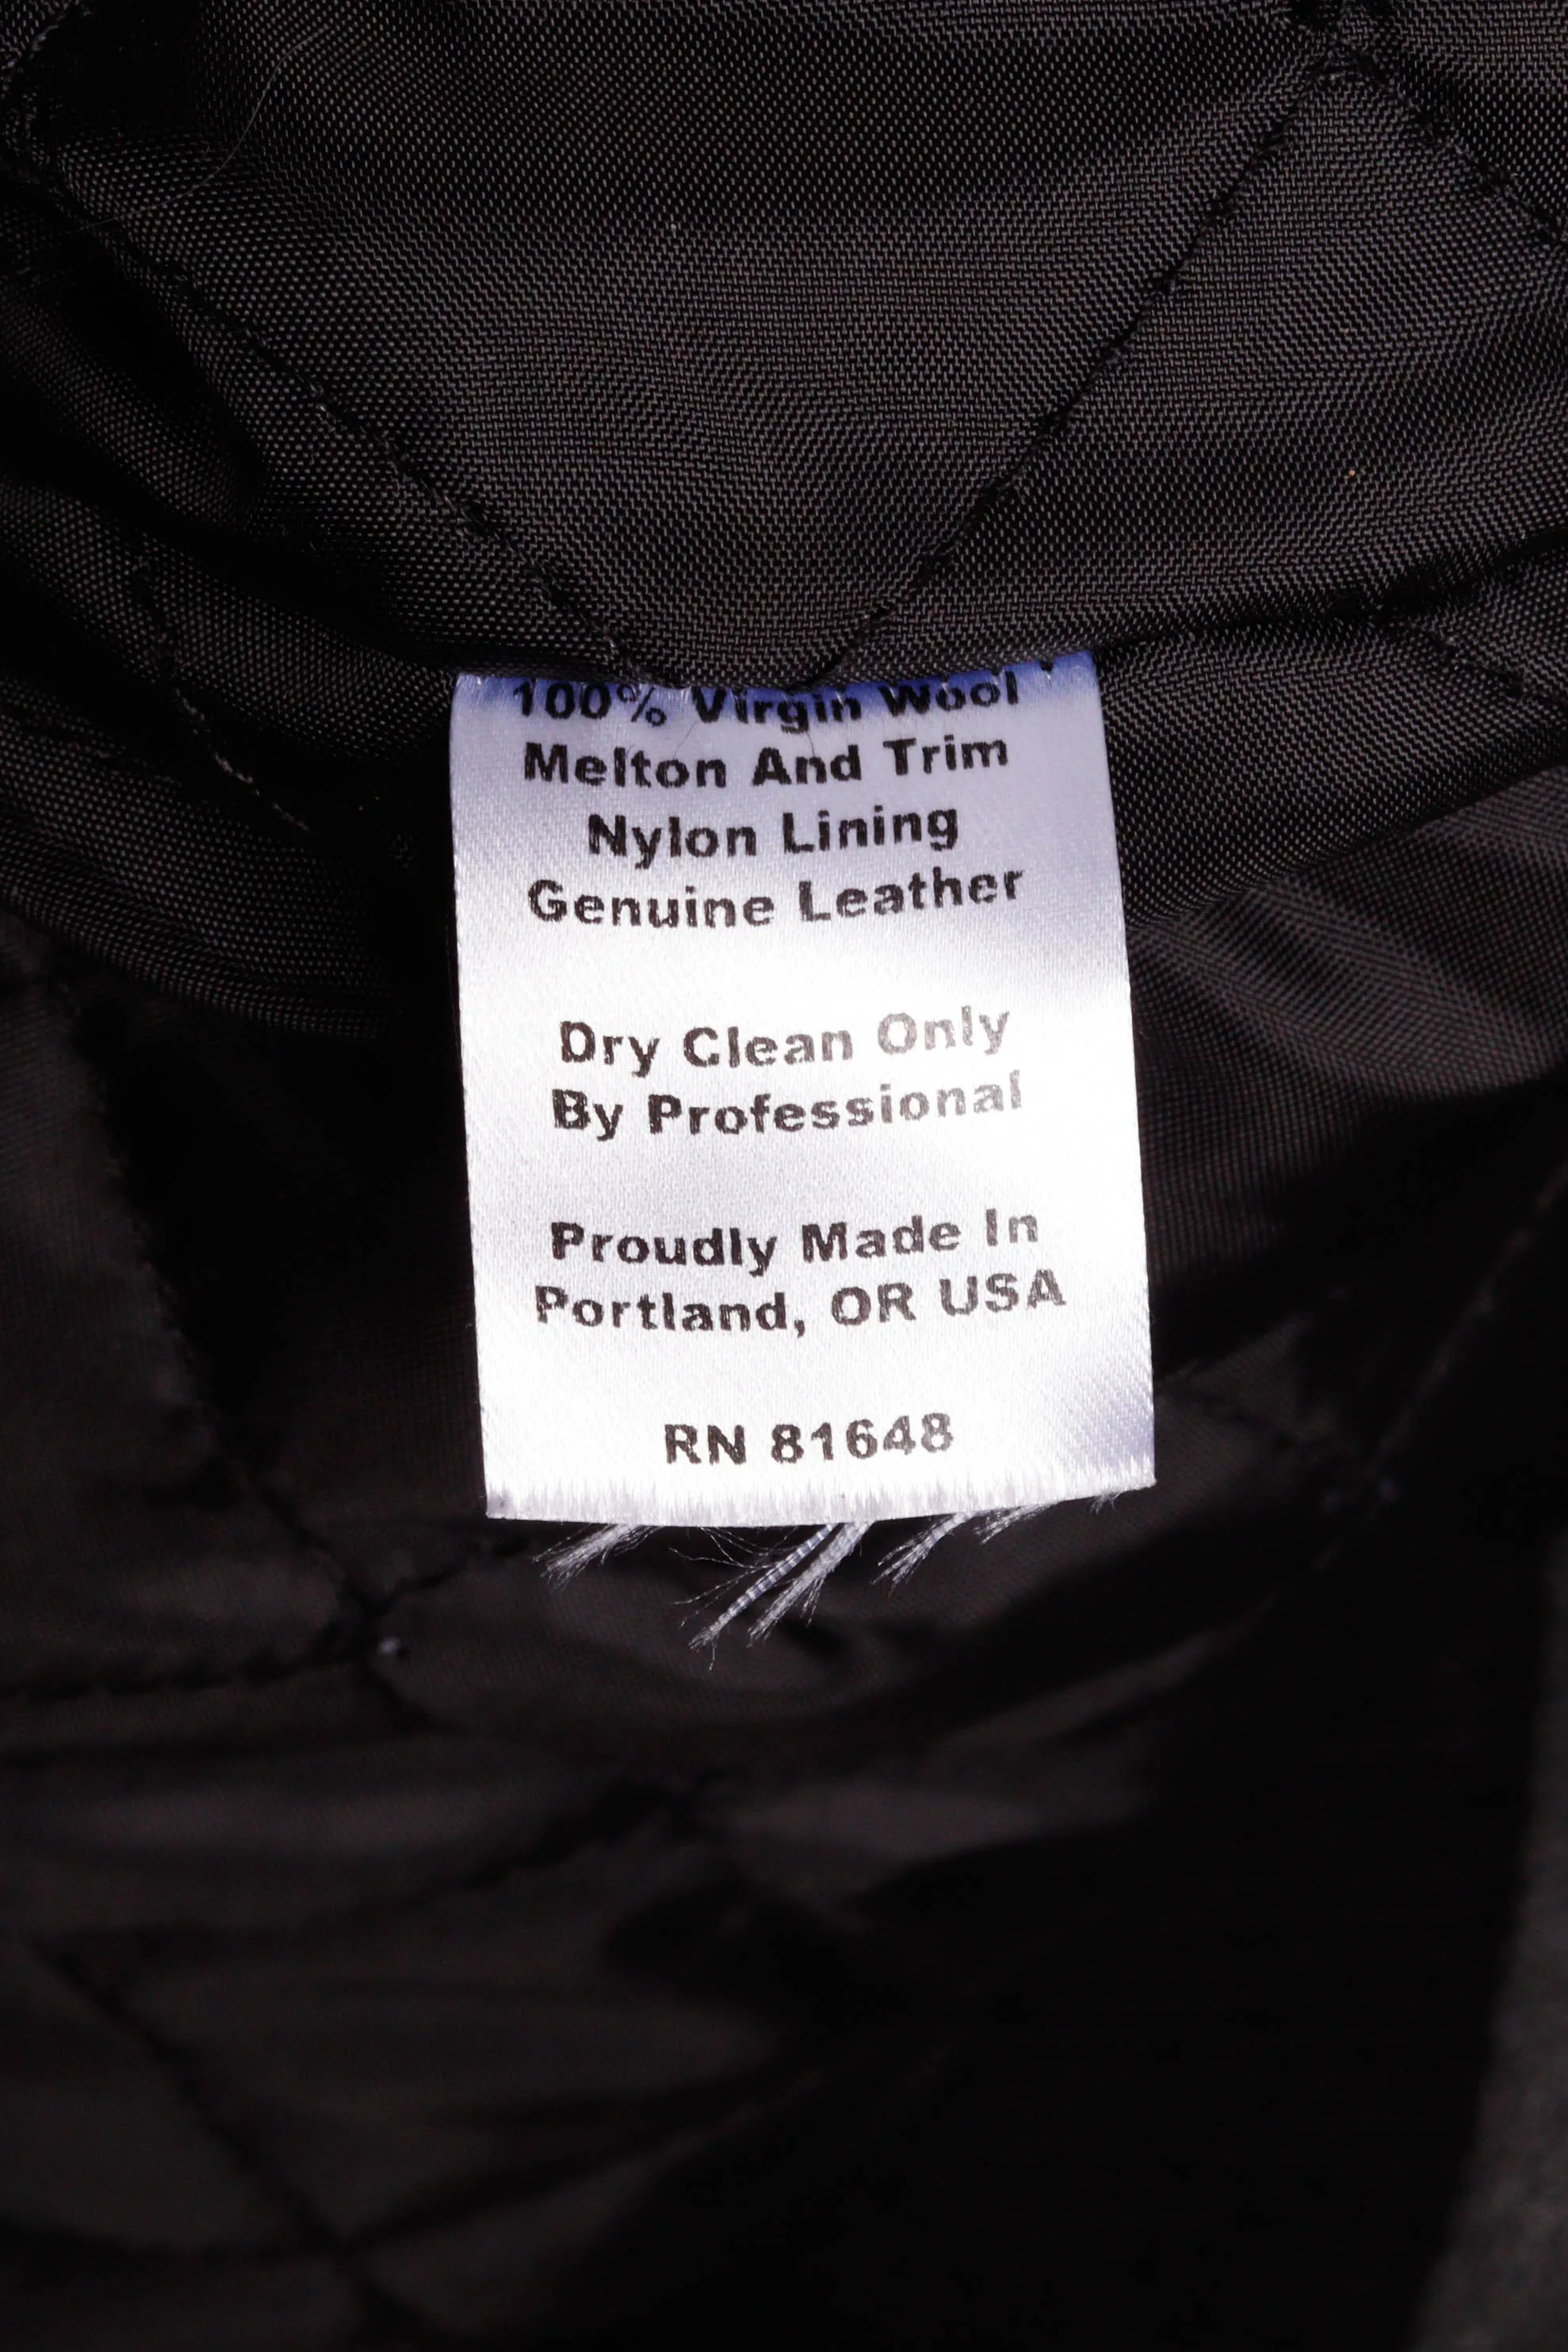 100% Virgin Wool
Melton And Trim
Nylon Lining
Genuine Leather
Dry Clean Only
By Professional
Proudly Made In
Portland, OR USA
RN 81648